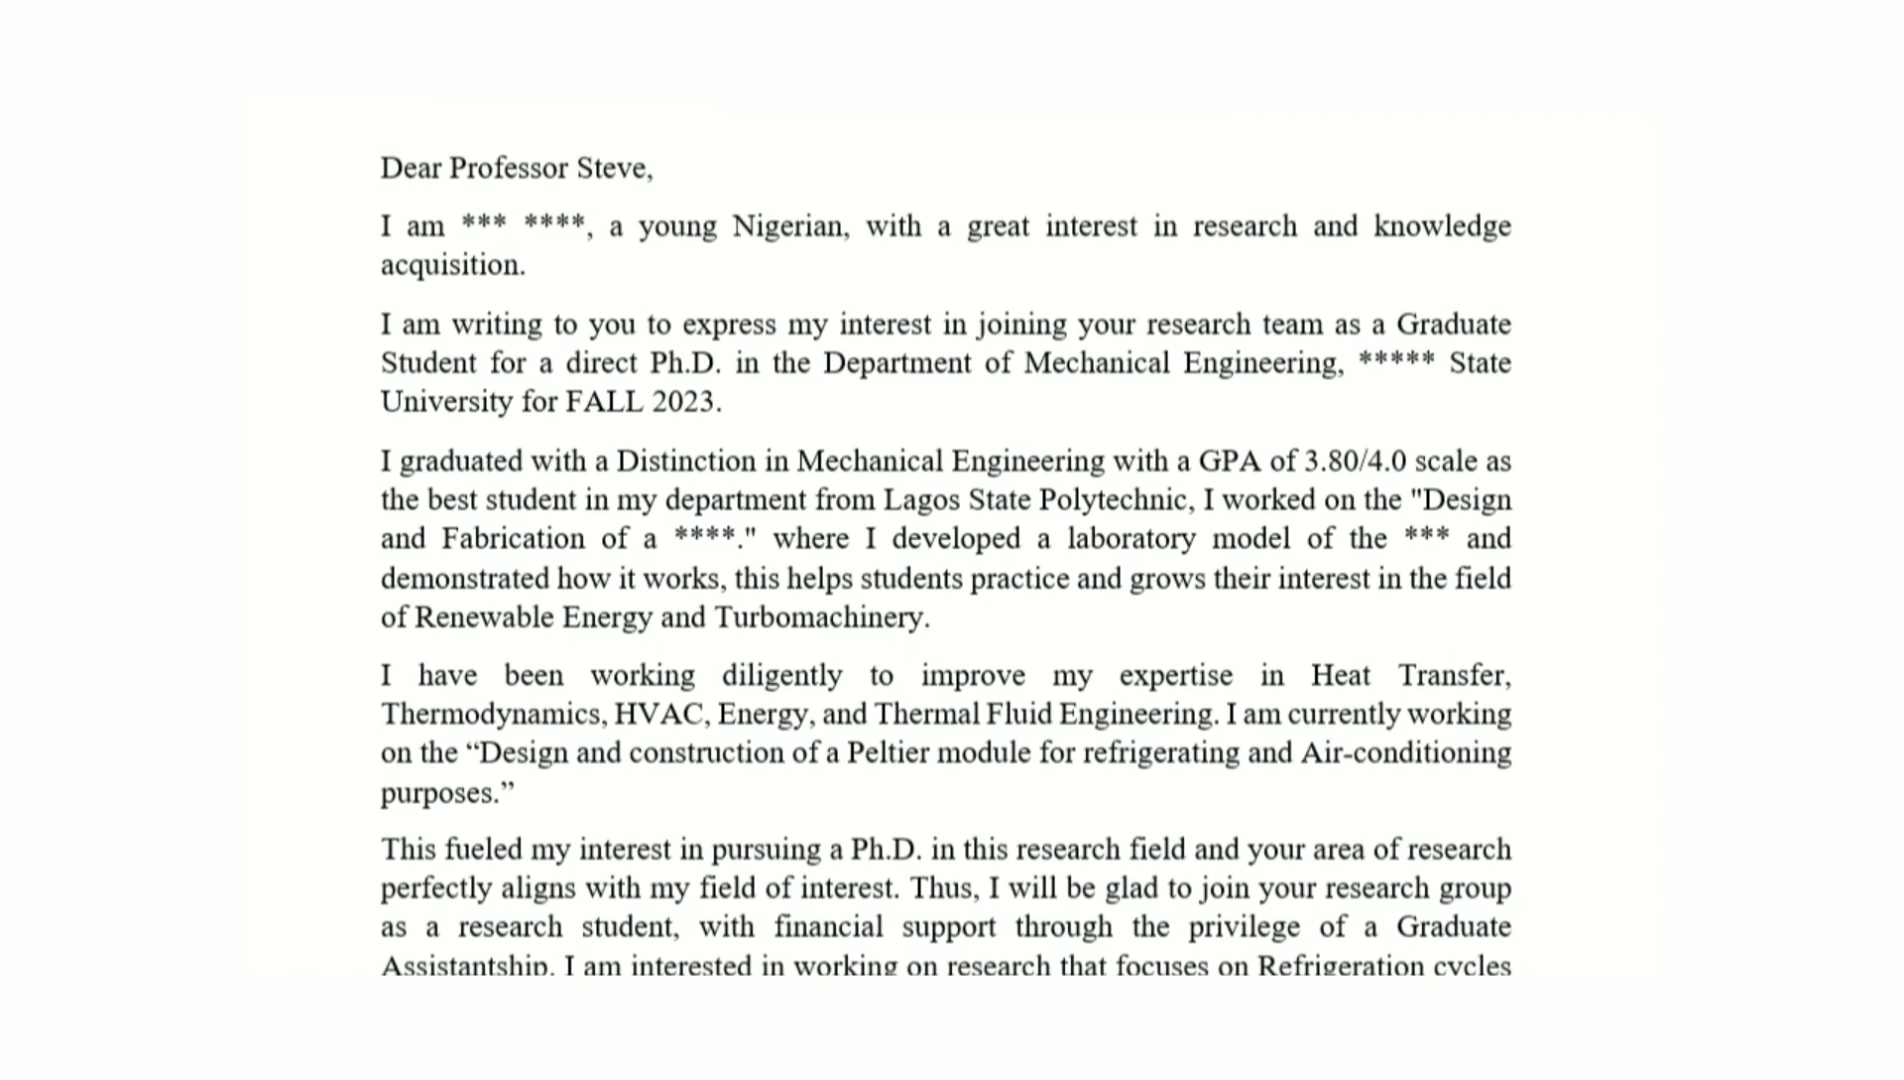 Dear Professor Steve,
I am *** ****, a young Nigerian, with a great interest in research and knowledge
acquisition.
I am writing to you to express my interest in joining your research team as a Graduate
Student for a direct Ph.D. in the Department of Mechanical Engineering, ***** State
University for FALL 2023.
I graduated with a Distinction in Mechanical Engineering with a GPA of 3.80/4.0 scale as
the best student in my department from Lagos State Polytechnic, I worked on the "Design
and Fabrication of a ****." where I developed a laboratory model of the *** and
demonstrated how it works, this helps students practice and grows their interest in the field
of Renewable Energy and Turbomachinery.
I have been working diligently to improve my expertise in Heat Transfer,
Thermodynamics, HVAC, Energy, and Thermal Fluid Engineering. I am currently working
on the “Design and construction of a Peltier module for refrigerating and Air-conditioning
purposes.”
This fueled my interest in pursuing a Ph.D. in this research field and your area of research
perfectly aligns with my field of interest. Thus, I will be glad to join your research group
as a research student, with financial support through the privilege of a Graduate
Assistantship. I am interested in working on research that focuses on Refrigeration cycles